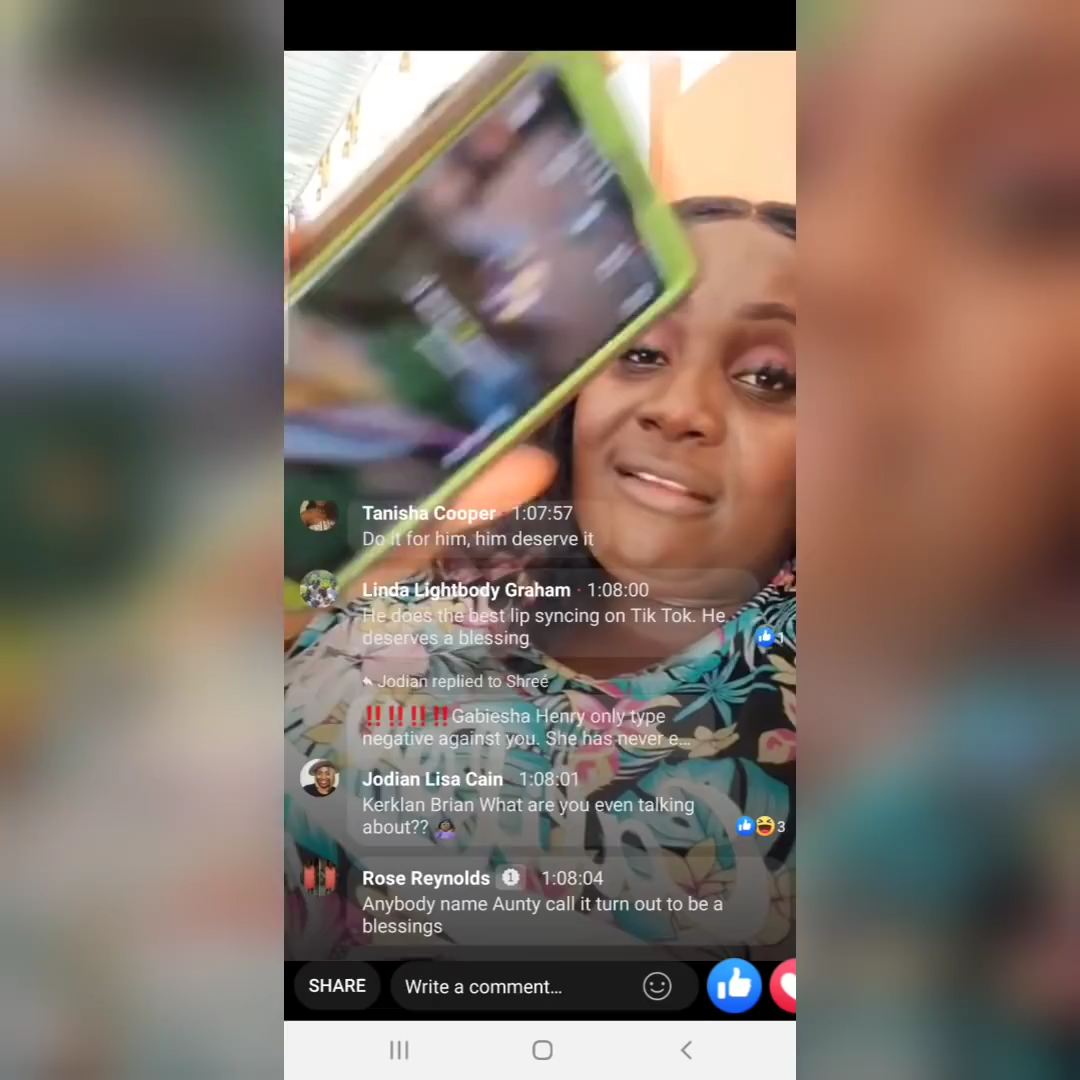 Tanisha Cooper 1:07:57
Do it for him, him deserve it
Linda Lightbody Graham · 1:08:00
He does the best lip syncing on Tik Tok. He
deserves a blessing
1
Jodian replied to Shreé
‼️‼️‼️‼️Gabiesha Henry only type
negative against you. She has never e...
Jodian Lisa Cain 1:08:01
Kerklan Brian What are you even talking
about??
3
Rose Reynolds 1 1:08:04
Anybody name Aunty call it turn out to be a
blessings
SHARE
Write a comment...